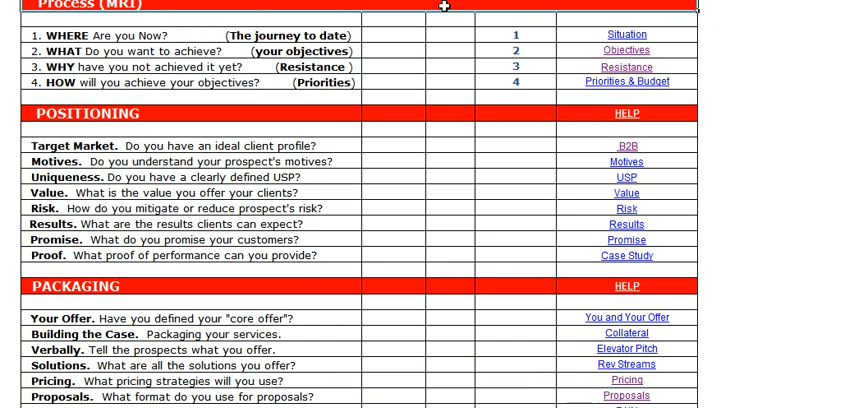 Process (MRI)
1. WHERE Are you Now? (The journey to date) 1 Situation
2. WHAT Do you want to achieve? (your objectives) 2 Objectives
3. WHY have you not achieved it yet? (Resistance ) 3 Resistance
4. HOW will you achieve your objectives? (Priorities) 4 Priorities & Budget
POSITIONING HELP
Target Market. Do you have an ideal client profile? B2B
Motives. Do you understand your prospect's motives? Motives
Uniqueness. Do you have a clearly defined USP? USP
Value. What is the value you offer your clients? Value
Risk. How do you mitigate or reduce prospect's risk? Risk
Results. What are the results clients can expect? Results
Promise. What do you promise your customers? Promise
Proof. What proof of performance can you provide? Case Study
PACKAGING HELP
Your Offer. Have you defined your "core offer"? You and Your Offer
Building the Case. Packaging your services. Collateral
Verbally. Tell the prospects what you offer. Elevator Pitch
Solutions. What are all the solutions you offer? Rev Streams
Pricing. What pricing strategies will you use? Pricing
Proposals. What format do you use for proposals? Proposals